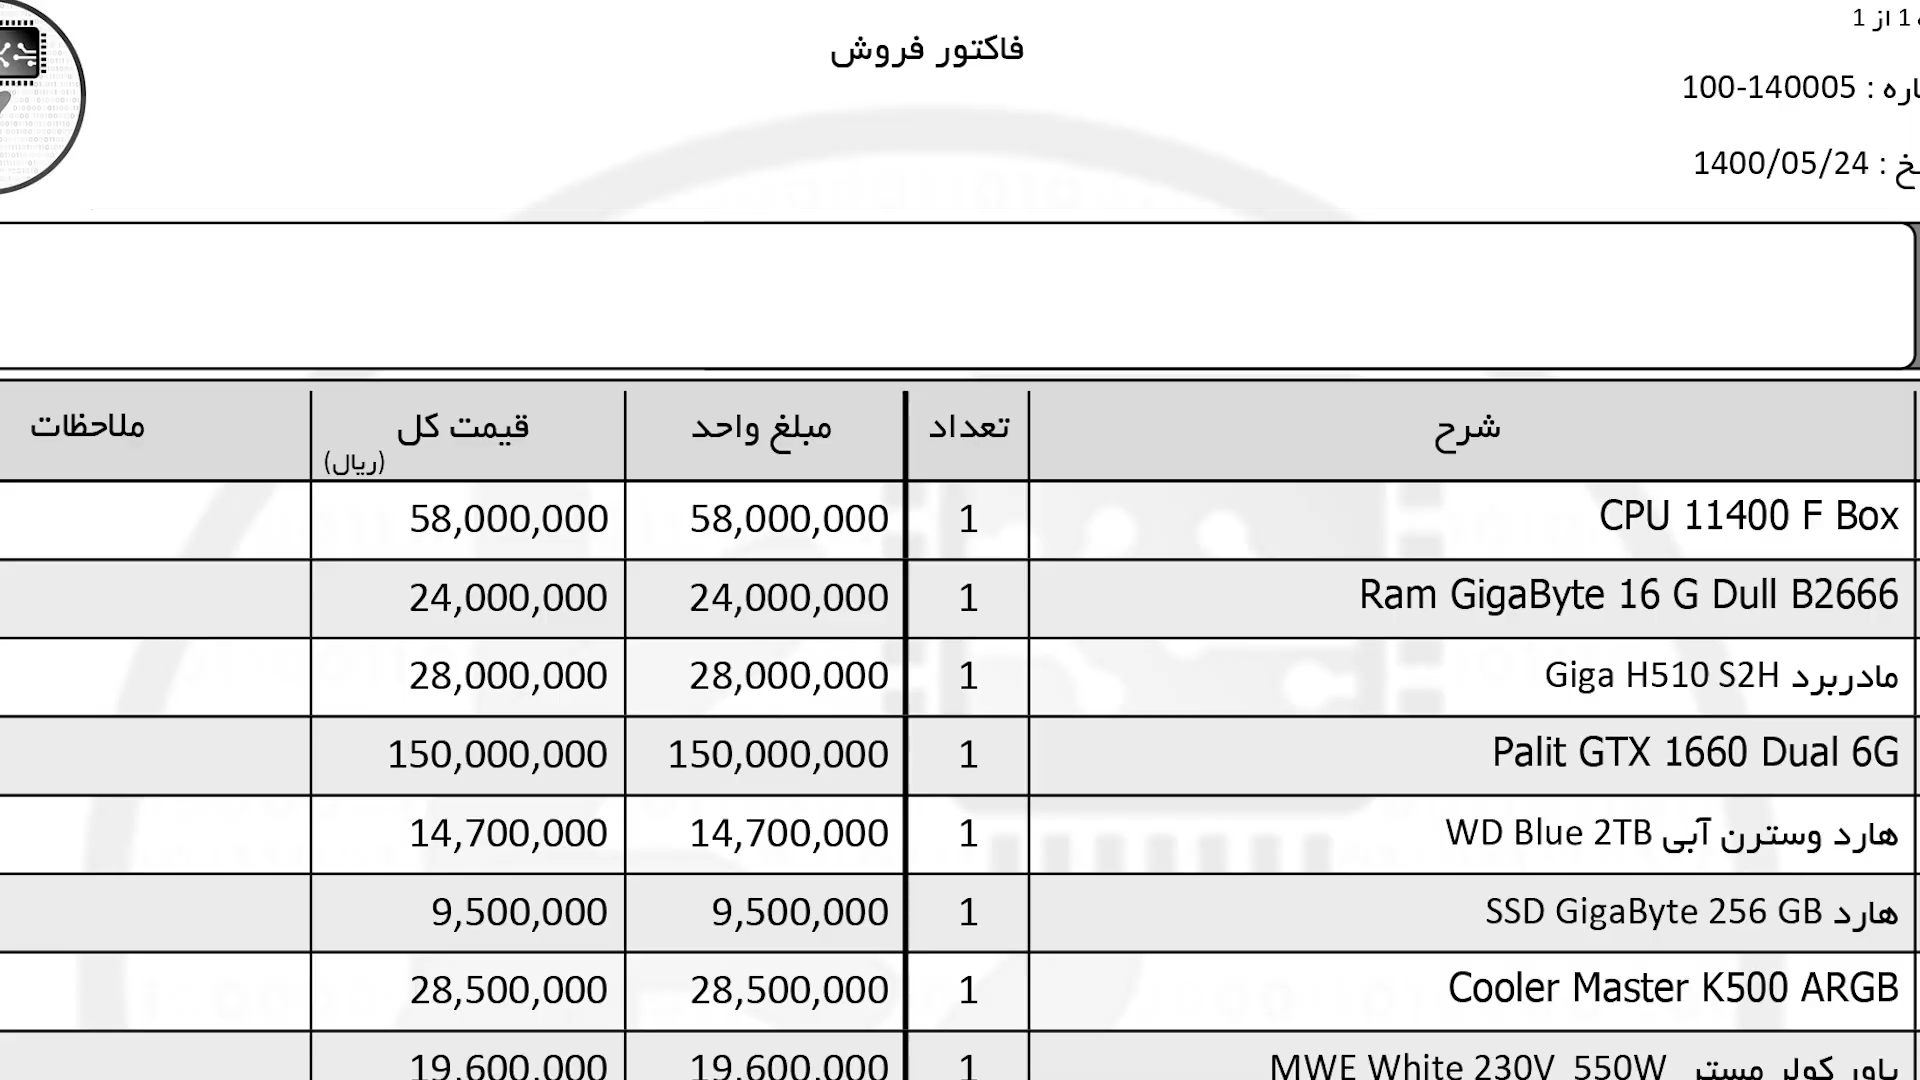 1 از 1
فاکتور فروش
100-140005 :
1400/05/24 :
شرح تعداد مبلغ واحد قیمت کل (ریال) ملاحظات
CPU 11400 F Box 1 58,000,000 58,000,000
Ram GigaByte 16 G Dull B2666 1 24,000,000 24,000,000
مادربرد Giga H510 S2H 1 28,000,000 28,000,000
Palit GTX 1660 Dual 6G 1 150,000,000 150,000,000
هارد وسترن آبی WD Blue 2TB 1 14,700,000 14,700,000
هارد SSD GigaByte 256 GB 1 9,500,000 9,500,000
Cooler Master K500 ARGB 1 28,500,000 28,500,000
پاور کولر مستر MWE White 230V 550W 1 19,600,000 19,600,000